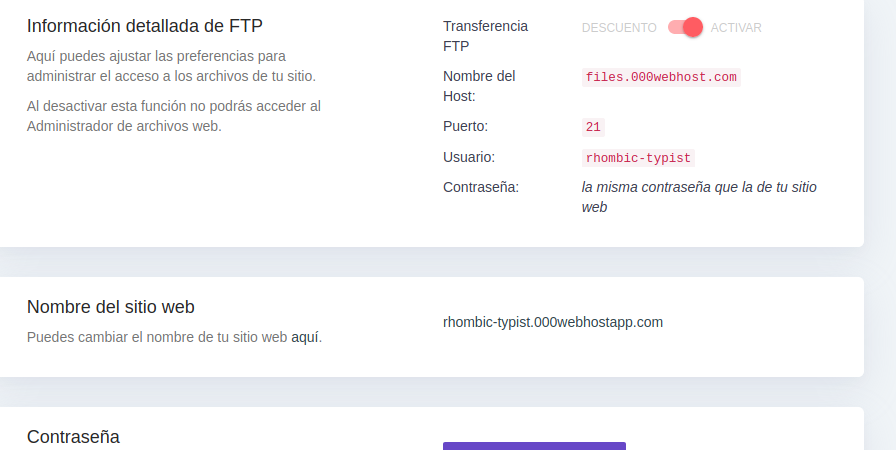 Información detallada de FTP
Aquí puedes ajustar las preferencias para
administrar el acceso a los archivos de tu sitio.
Al desactivar esta función no podrás acceder al
Administrador de archivos web.
Transferencia
FTP
DESCUENTO ACTIVAR
Nombre del
Host:
files.000webhost.com
Puerto:
21
Usuario:
rhombic-typist
Contraseña:
la misma contraseña que la de tu sitio
web
Nombre del sitio web
Puedes cambiar el nombre de tu sitio web aquí.
rhombic-typist.000webhostapp.com
Contraseña